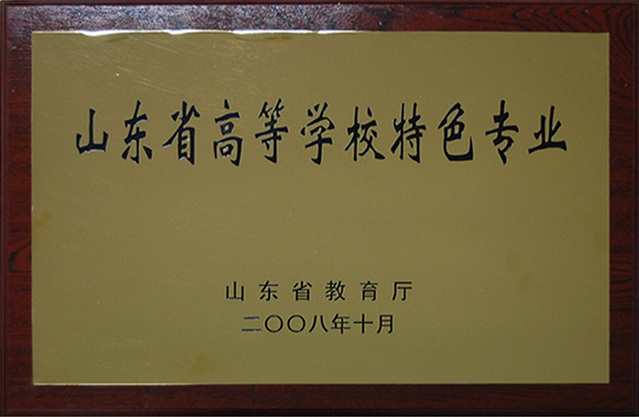 山东省高等学校特色专业
山东省教育厅
二〇〇八年十月